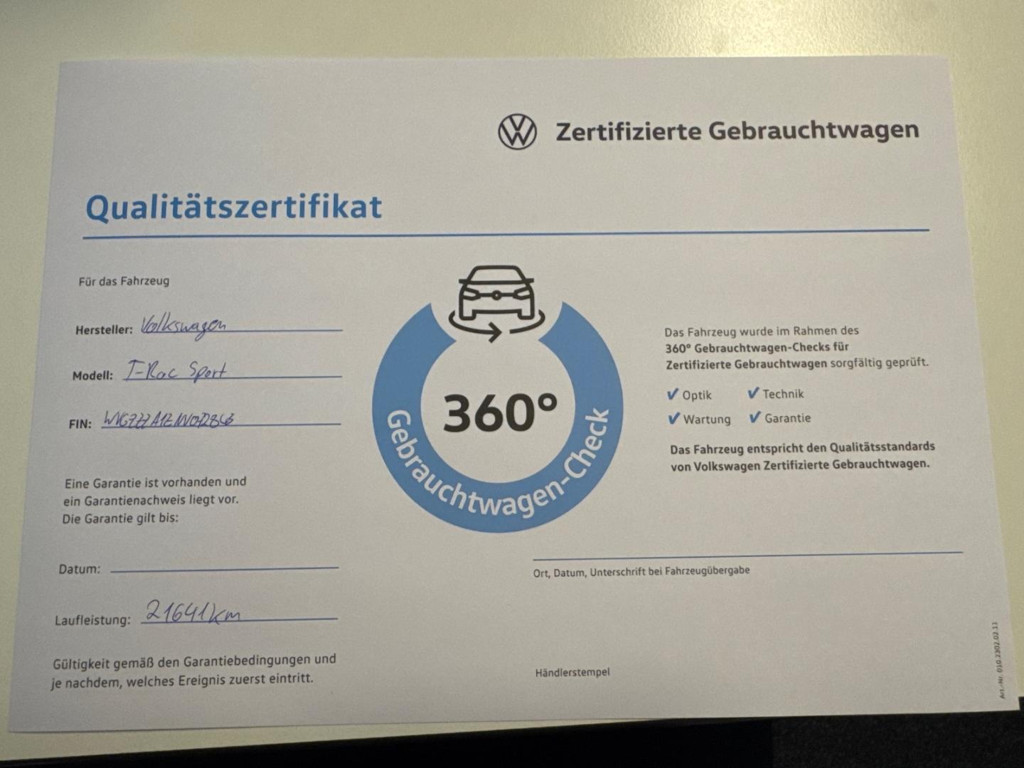 Zertifizierte Gebrauchtwagen
Qualitätszertifikat
Für das Fahrzeug
Hersteller: Volkswagen
Modell: T-Roc Sport
FIN:
Eine Garantie ist vorhanden und
ein Garantienachweis liegt vor.
Die Garantie gilt bis:
Datum:
Laufleistung: 21641km
Gültigkeit gemäß den Garantiebedingungen und
je nachdem, welches Ereignis zuerst eintritt.
360°
Gebrauchtwagen-Check
Das Fahrzeug wurde im Rahmen des
360° Gebrauchtwagen-Checks für
Zertifizierte Gebrauchtwagen sorgfältig geprüft.
✔ Optik ✔ Technik
✔ Wartung ✔ Garantie
Das Fahrzeug entspricht den Qualitätsstandards
von Volkswagen Zertifizierte Gebrauchtwagen.
Ort, Datum, Unterschrift bei Fahrzeugübergabe
Händlerstempel